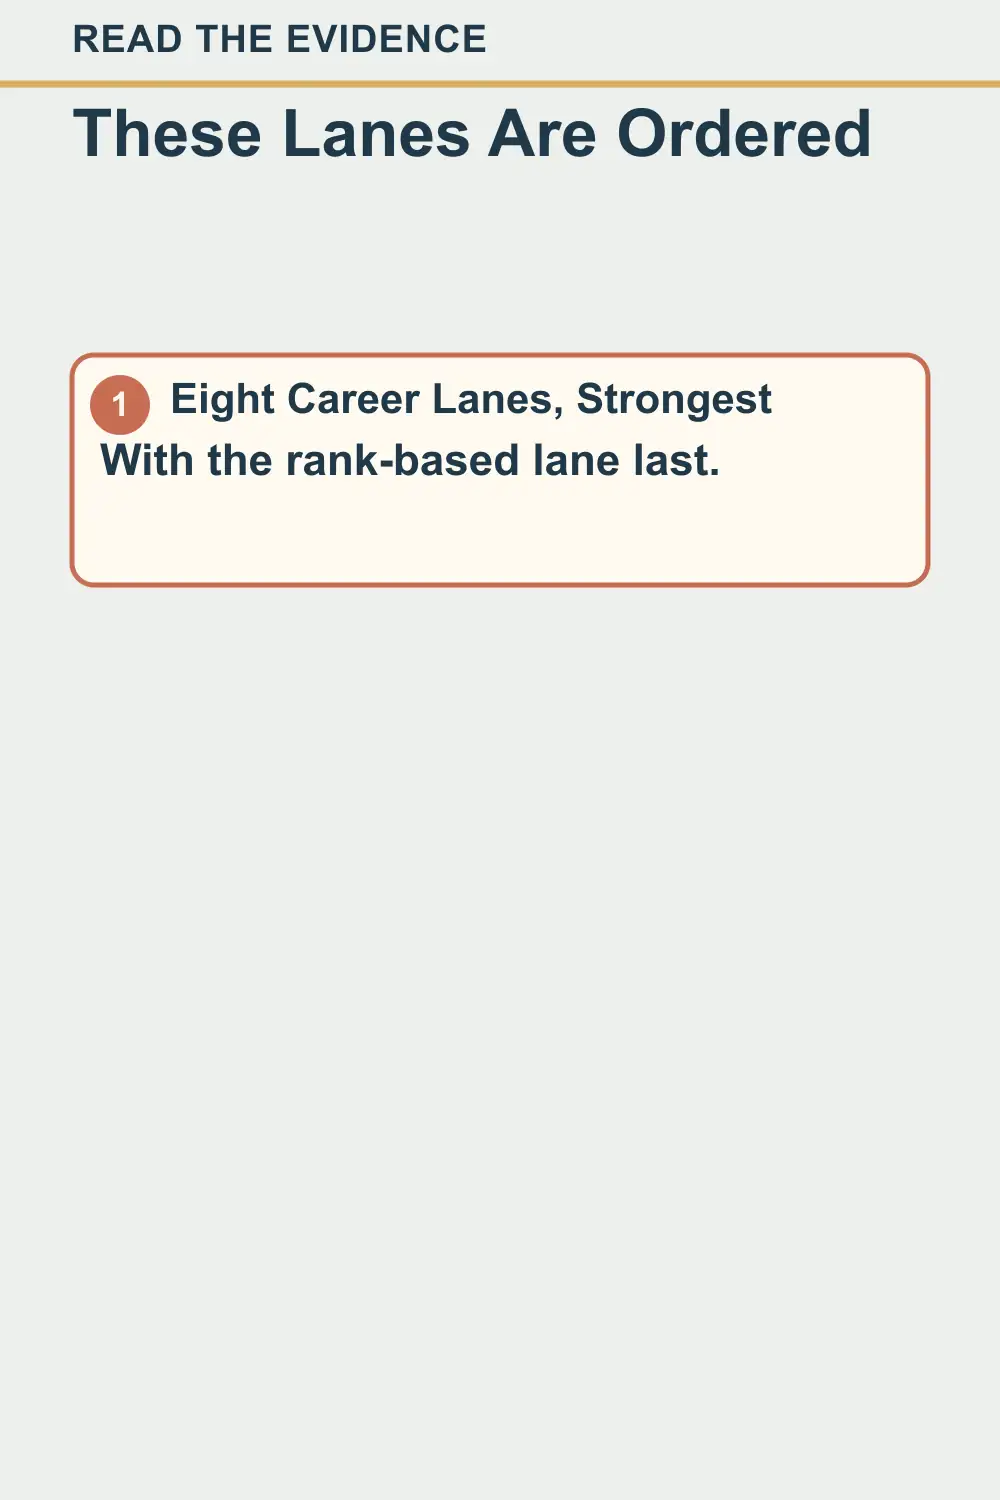 READ THE EVIDENCE
These Lanes Are Ordered
1 Eight Career Lanes, Strongest
With the rank-based lane last.